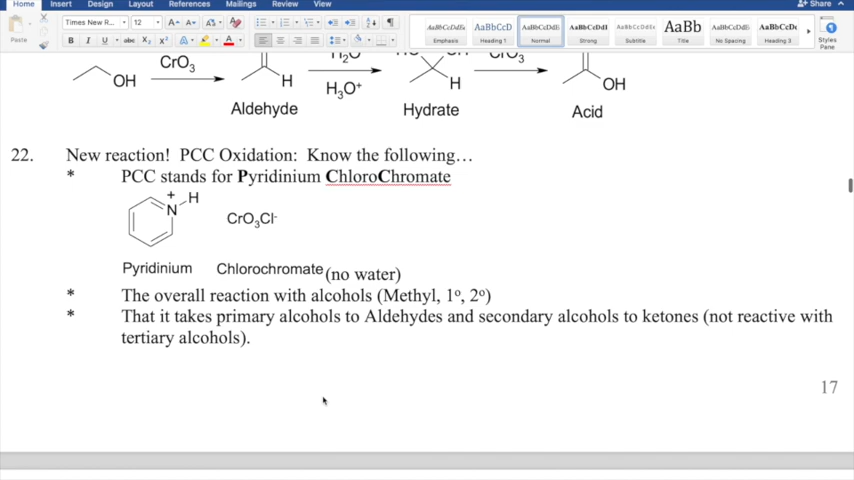 Home Insert Design Layout References Mailings Review View Share
Times New R... 12
Paste
AaBbCcDdEe AaBbCcD AaBbCcDdEe AaBbCcDdE AaBbCcDdEe AaBb AaBbCcDdEe AaBbCcDc
Emphasis Heading 1 Normal Strong Subtitle Title No Spacing Heading 3 Styles Pane
CrO3 H2O CrO3
OH H H3O+ H OH
Aldehyde Hydrate Acid
22. New reaction! PCC Oxidation: Know the following…
* PCC stands for Pyridinium ChloroChromate
+ H
N
CrO3Cl-
Pyridinium Chlorochromate (no water)
* The overall reaction with alcohols (Methyl, 1o, 2o)
* That it takes primary alcohols to Aldehydes and secondary alcohols to ketones (not reactive with
tertiary alcohols).
17